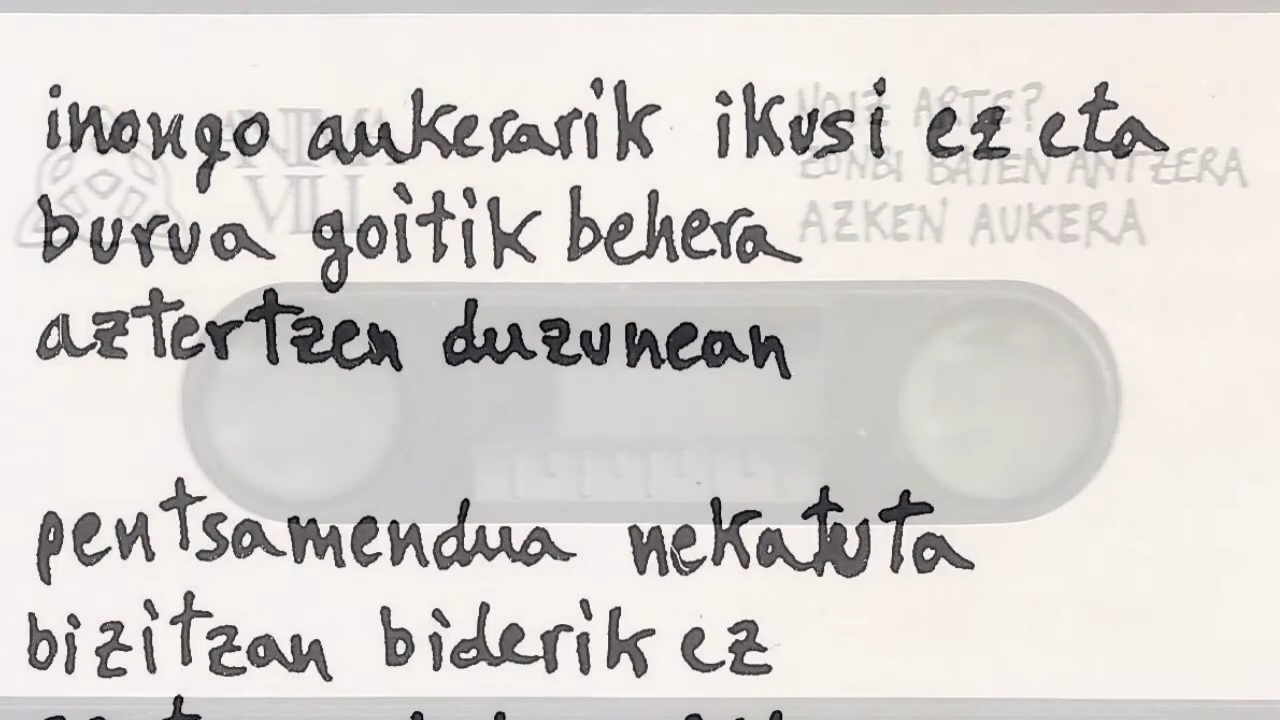 inongo aukerarik ikusi ez eta
burua goitik behera
aztertzen duzunean
pentsamendua nekatuta
bizitzan biderik ez
NOIZ ARTE?
ZONBI BATEN ANTZERA
AZKEN AUKERA
VIII